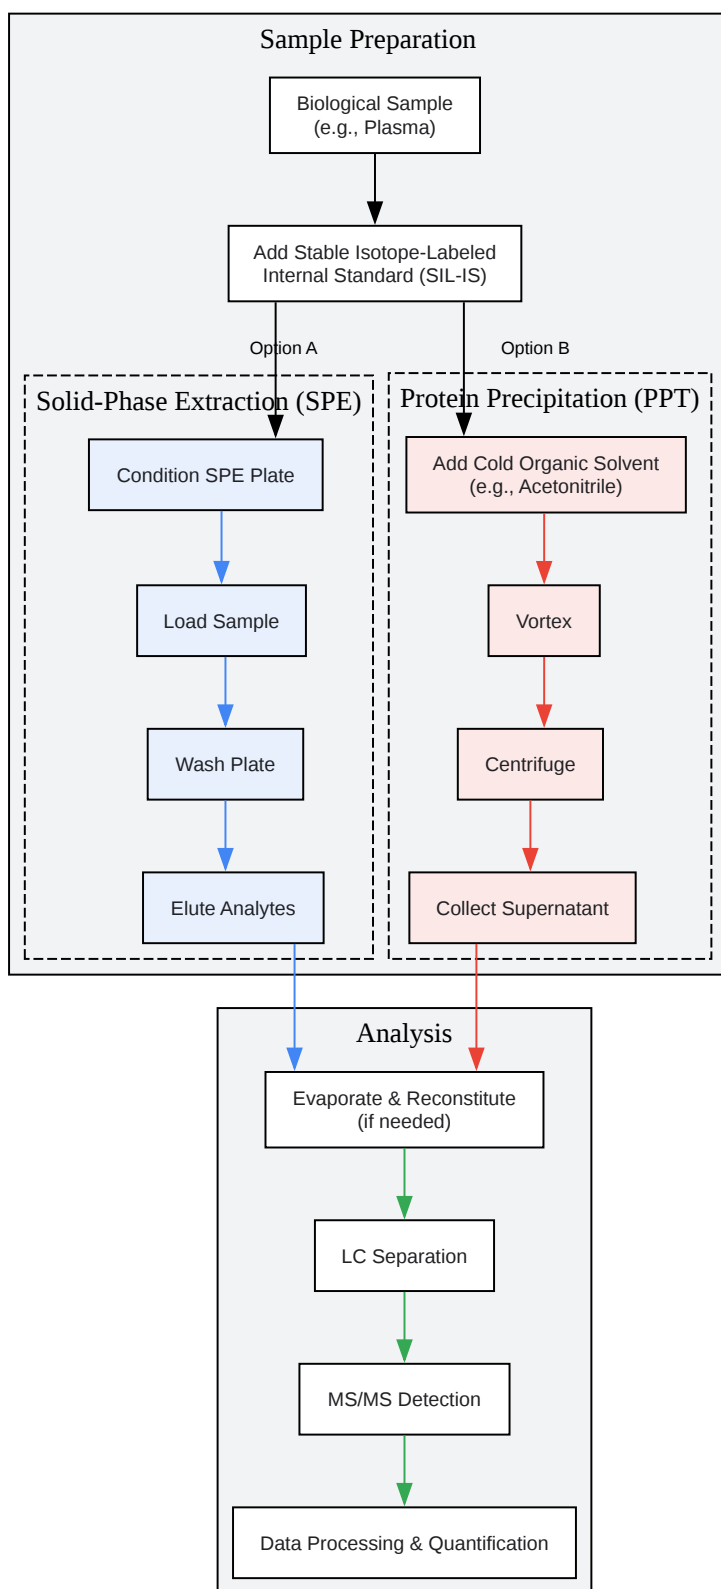 Sample Preparation
Biological Sample
(e.g., Plasma)
Add Stable Isotope-Labeled
Internal Standard (SIL-IS)
Option A
Option B
Solid-Phase Extraction (SPE)
Condition SPE Plate
Load Sample
Wash Plate
Elute Analytes
Protein Precipitation (PPT)
Add Cold Organic Solvent
(e.g., Acetonitrile)
Vortex
Centrifuge
Collect Supernatant
Analysis
Evaporate & Reconstitute
(if needed)
LC Separation
MS/MS Detection
Data Processing & Quantification